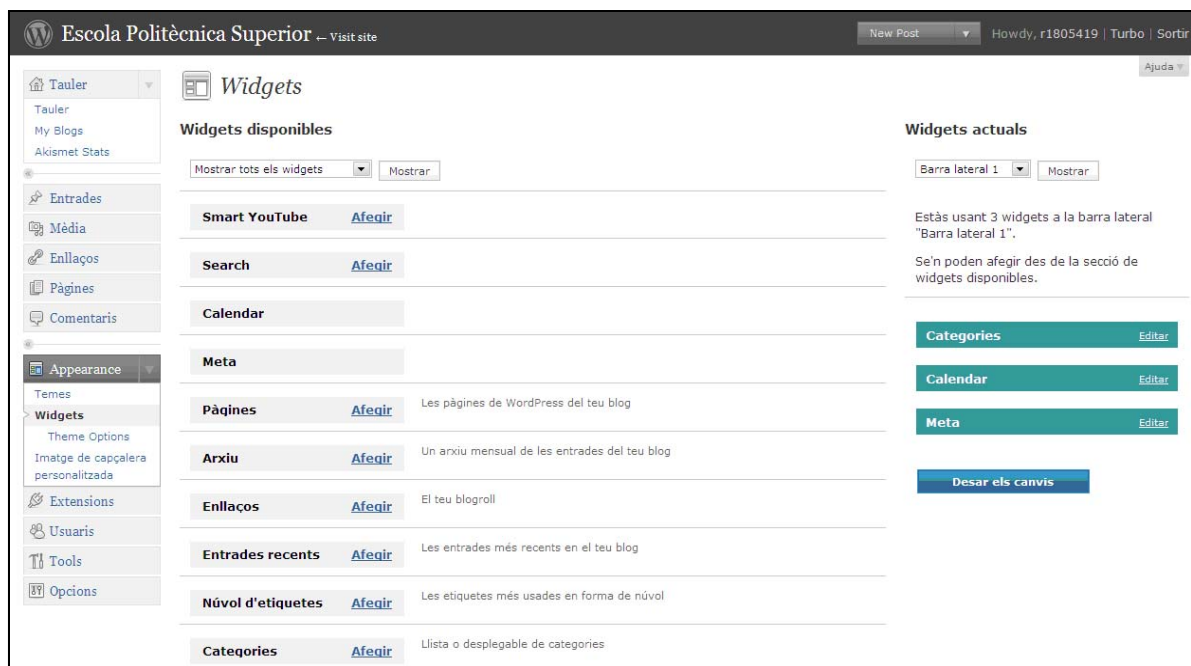 Escola Politècnica Superior ← Visit site
New Post
Howdy, r1805419 | Turbo | Sortir
Ajuda
Tauler
Tauler
My Blogs
Akismet Stats
Entrades
Mèdia
Enllaços
Pàgines
Comentaris
Appearance
Temes
Widgets
Theme Options
Imatge de capçalera
personalitzada
Extensions
Usuaris
Tools
Opcions
Widgets
Widgets disponibles
Mostrar tots els widgets
Mostrar
Smart YouTube Afegir
Search Afegir
Calendar
Meta
Pàgines Afegir Les pàgines de WordPress del teu blog
Arxiu Afegir Un arxiu mensual de les entrades del teu blog
Enllaços Afegir El teu blogroll
Entrades recents Afegir Les entrades més recents en el teu blog
Núvol d'etiquetes Afegir Les etiquetes més usades en forma de núvol
Categories Afegir Llista o desplegable de categories
Widgets actuals
Barra lateral 1
Mostrar
Estàs usant 3 widgets a la barra lateral
"Barra lateral 1".
Se'n poden afegir des de la secció de
widgets disponibles.
Categories Editar
Calendar Editar
Meta Editar
Desar els canvis